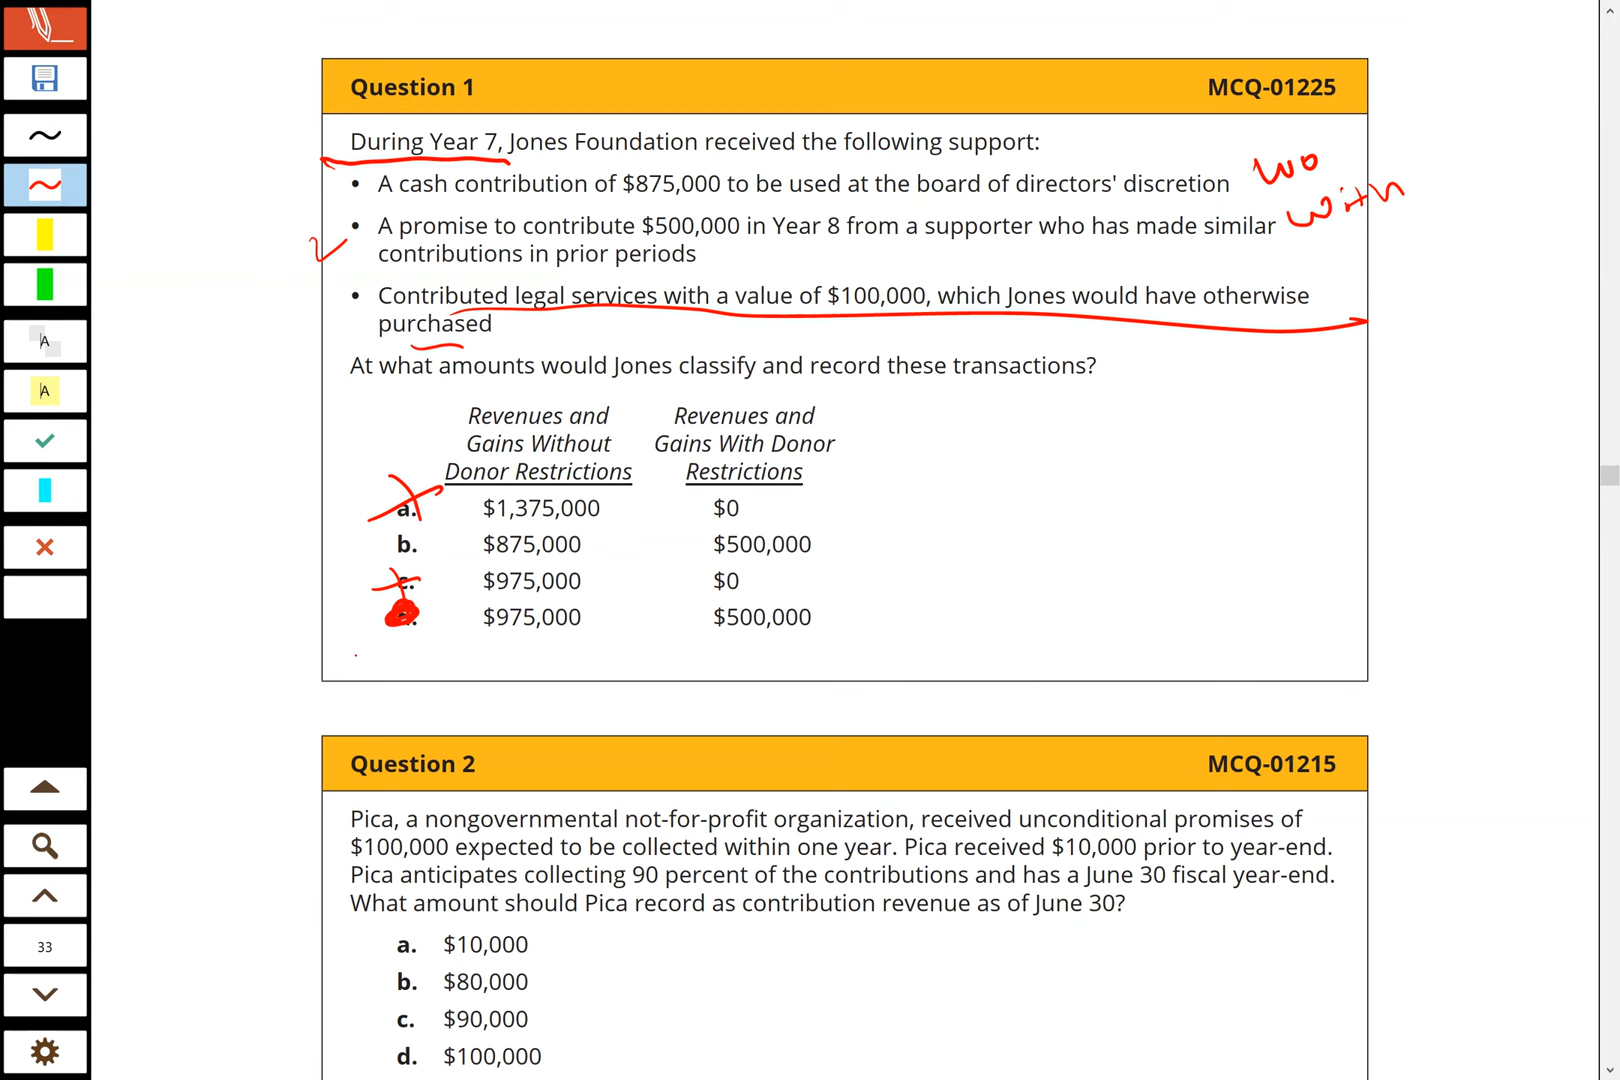 Question 1 MCQ-01225
During Year 7, Jones Foundation received the following support:
• A cash contribution of $875,000 to be used at the board of directors' discretion
wo
• A promise to contribute $500,000 in Year 8 from a supporter who has made similar
with
contributions in prior periods
• Contributed legal services with a value of $100,000, which Jones would have otherwise
purchased
At what amounts would Jones classify and record these transactions?
Revenues and Revenues and
Gains Without Gains With Donor
Donor Restrictions Restrictions
a. $1,375,000 $0
b. $875,000 $500,000
c. $975,000 $0
$975,000 $500,000
Question 2 MCQ-01215
Pica, a nongovernmental not-for-profit organization, received unconditional promises of
$100,000 expected to be collected within one year. Pica received $10,000 prior to year-end.
Pica anticipates collecting 90 percent of the contributions and has a June 30 fiscal year-end.
What amount should Pica record as contribution revenue as of June 30?
a. $10,000
b. $80,000
c. $90,000
d. $100,000
A
A
33